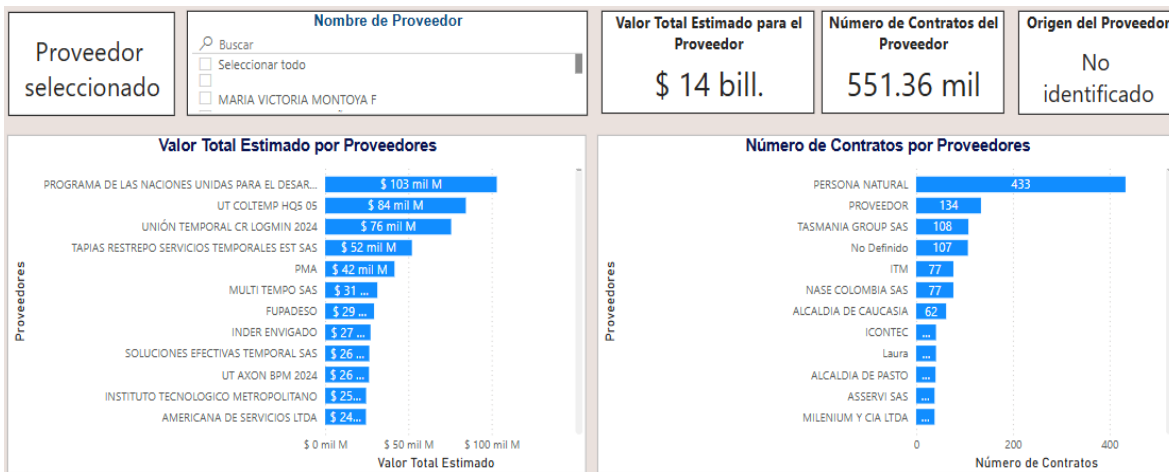 Proveedor
seleccionado
Nombre de Proveedor
Buscar
Seleccionar todo
MARIA VICTORIA MONTOYA F
Valor Total Estimado para el
Proveedor
$ 14 bill.
Número de Contratos del
Proveedor
551.36 mil
Origen del Proveedor
No
identificado
Valor Total Estimado por Proveedores
Proveedores
PROGRAMA DE LAS NACIONES UNIDAS PARA EL DESAR... $ 103 mil M
UT COLTEMP HQ5 05 $ 84 mil M
UNIÓN TEMPORAL CR LOGMIN 2024 $ 76 mil M
TAPIAS RESTREPO SERVICIOS TEMPORALES EST SAS $ 52 mil M
PMA $ 42 mil M
MULTI TEMPO SAS $ 31 ...
FUPADESO $ 29 ...
INDER ENVIGADO $ 27 ...
SOLUCIONES EFECTIVAS TEMPORAL SAS $ 26 ...
UT AXON BPM 2024 $ 26 ...
INSTITUTO TECNOLOGICO METROPOLITANO $ 25...
AMERICANA DE SERVICIOS LTDA $ 24...
$ 0 mil M $ 50 mil M $ 100 mil M
Valor Total Estimado
Número de Contratos por Proveedores
Proveedores
PERSONA NATURAL 433
PROVEEDOR 134
TASMANIA GROUP SAS 108
No Definido 107
ITM 77
NASE COLOMBIA SAS 77
ALCALDIA DE CAUCASIA 62
ICONTEC ...
Laura ...
ALCALDIA DE PASTO ...
ASSERVI SAS ...
MILENIUM Y CIA LTDA ...
0 200 400
Número de Contratos